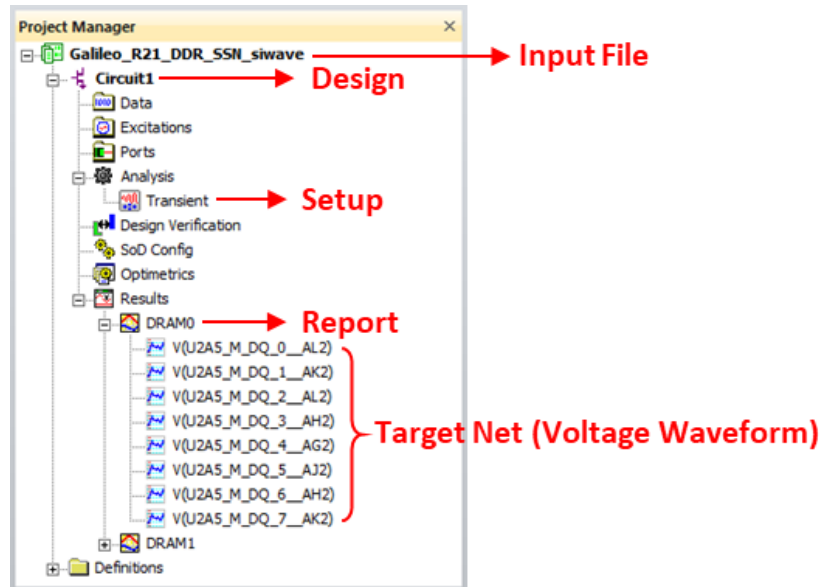 Project Manager
Galileo_R21_DDR_SSN_siwave Input File
Circuit1 Design
Data
Excitations
Ports
Analysis
Transient Setup
Design Verification
SoD Config
Optimetrics
Results
DRAM0 Report
V(U2A5_M_DQ_0__AL2)
V(U2A5_M_DQ_1__AK2)
V(U2A5_M_DQ_2__AL2)
V(U2A5_M_DQ_3__AH2)
V(U2A5_M_DQ_4__AG2) Target Net (Voltage Waveform)
V(U2A5_M_DQ_5__AJ2)
V(U2A5_M_DQ_6__AH2)
V(U2A5_M_DQ_7__AK2)
DRAM1
Definitions